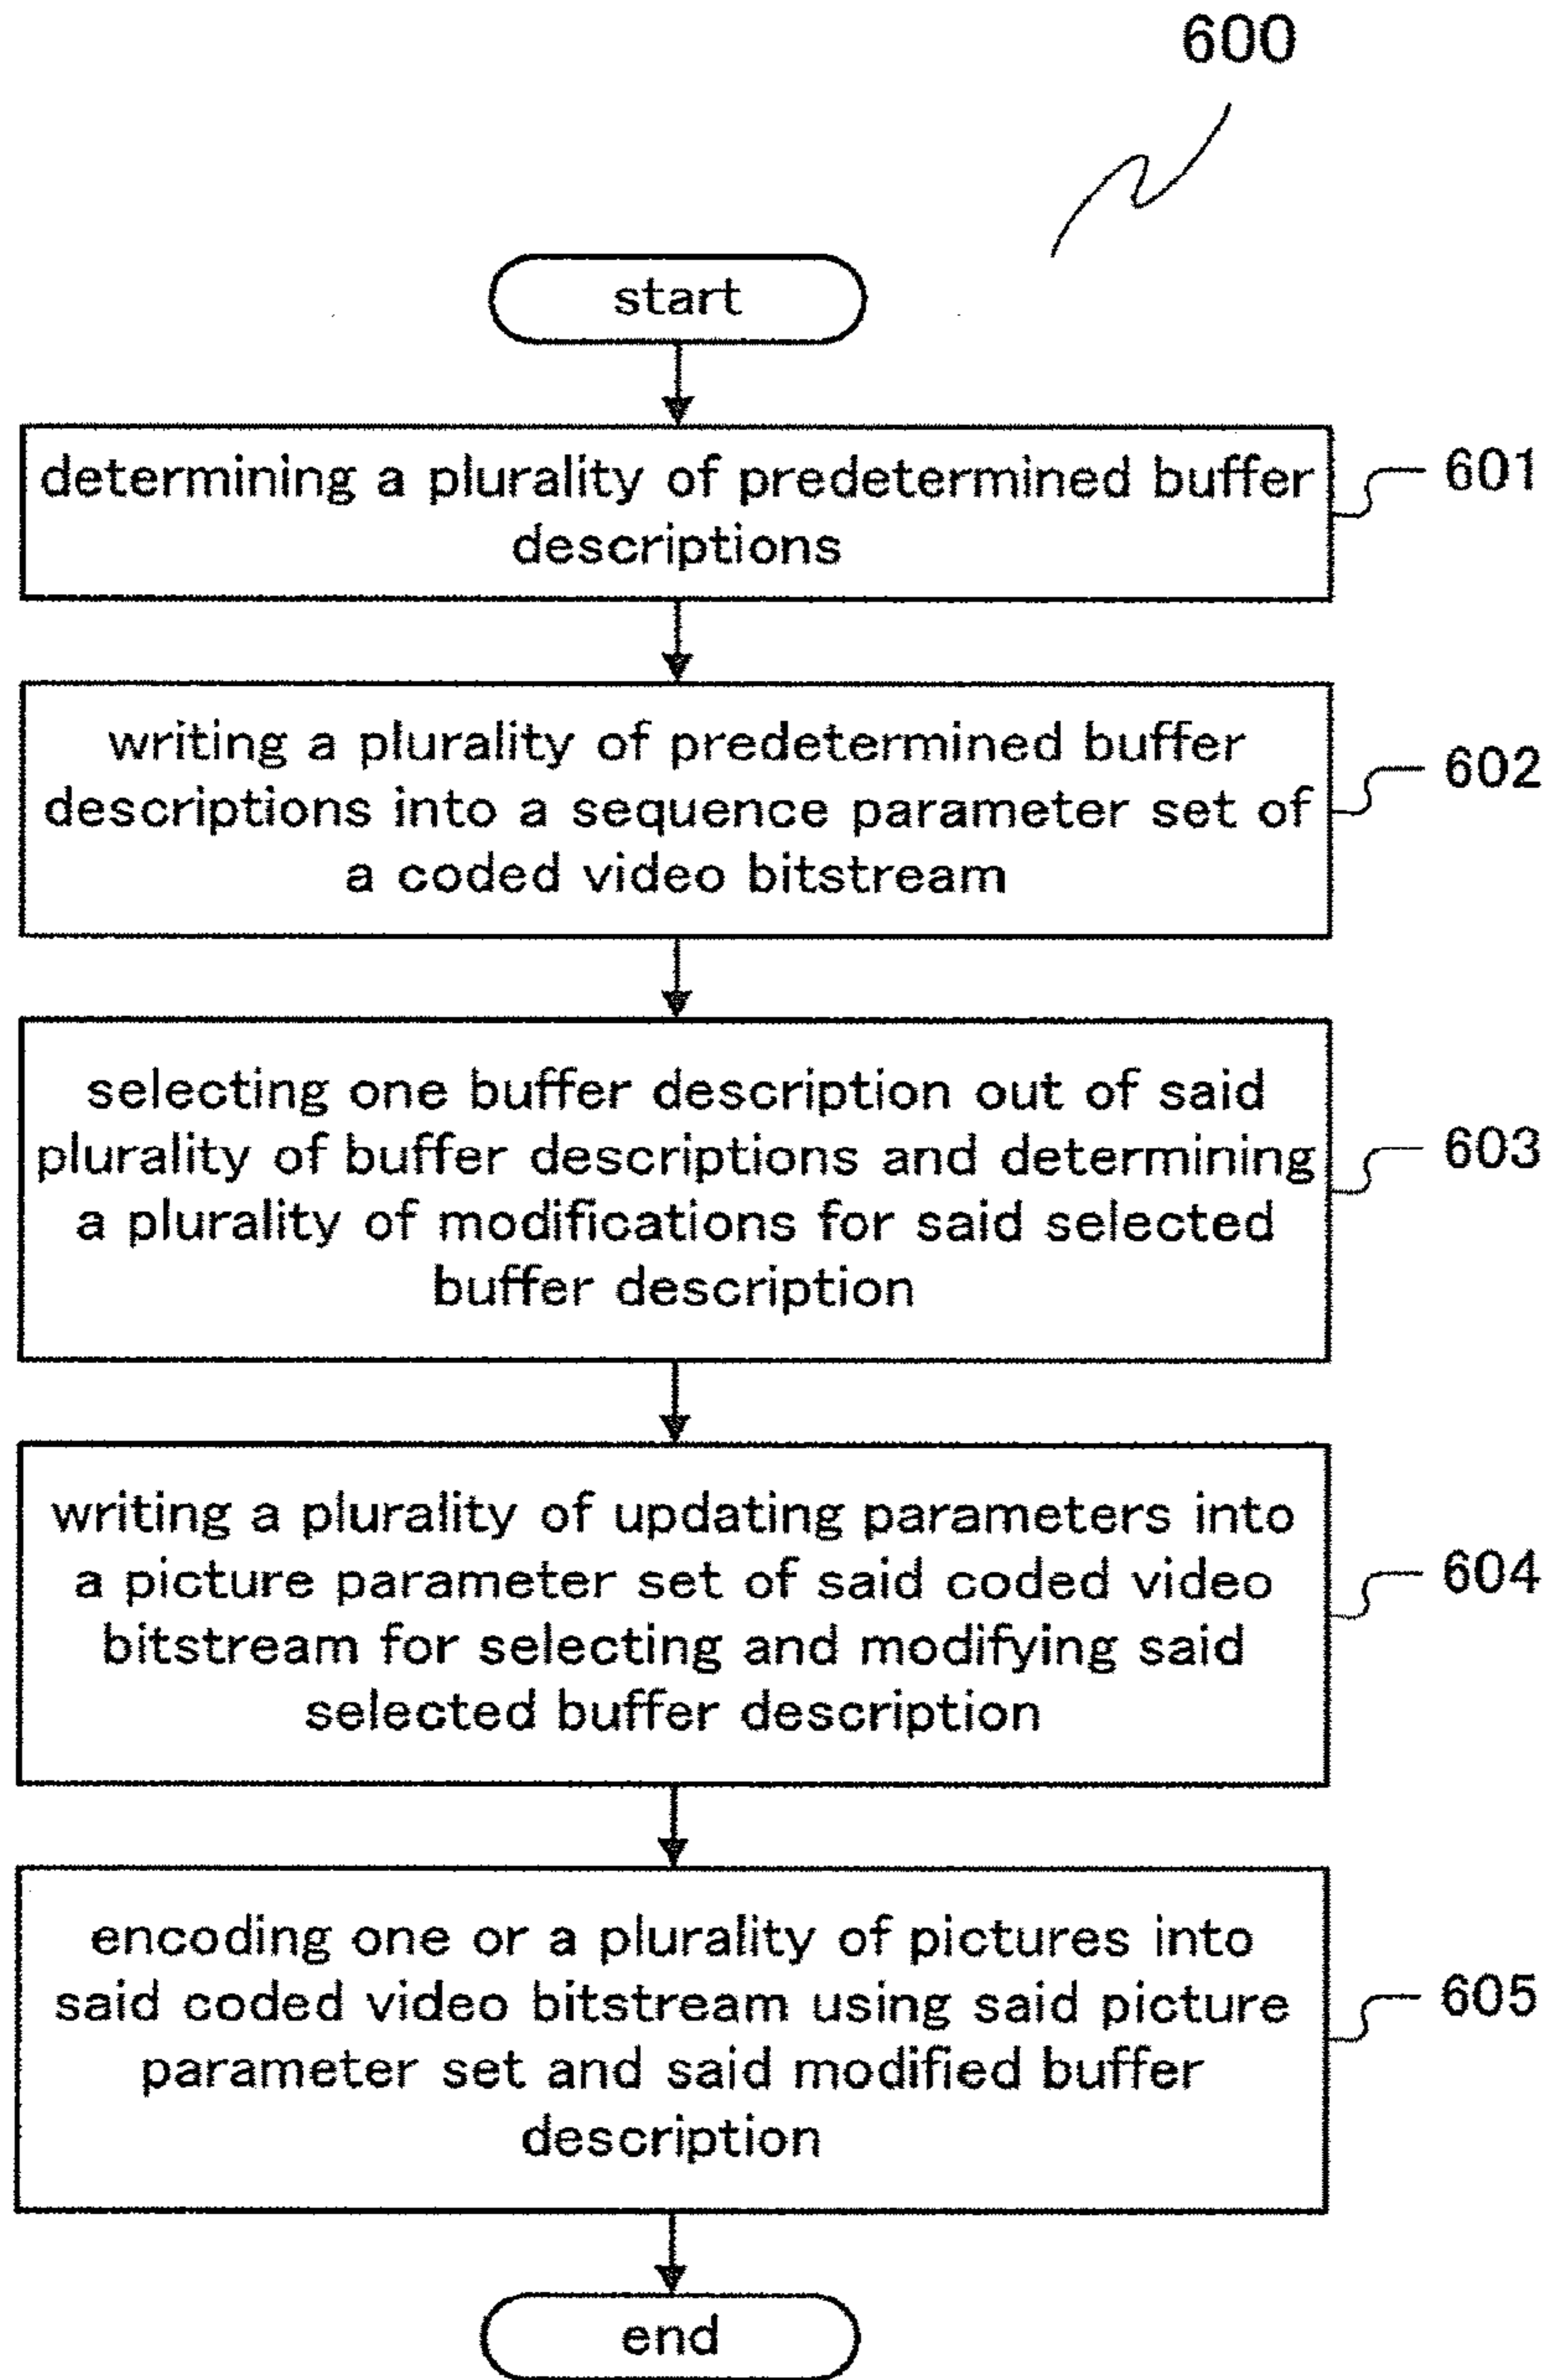 600
start
determining a plurality of predetermined buffer
descriptions
601
writing a plurality of predetermined buffer
descriptions into a sequence parameter set of
a coded video bitstream
602
selecting one buffer description out of said
plurality of buffer descriptions and determining
a plurality of modifications for said selected
buffer description
603
writing a plurality of updating parameters into
a picture parameter set of said coded video
bitstream for selecting and modifying said
selected buffer description
604
encoding one or a plurality of pictures into
said coded video bitstream using said picture
parameter set and said modified buffer
description
605
end